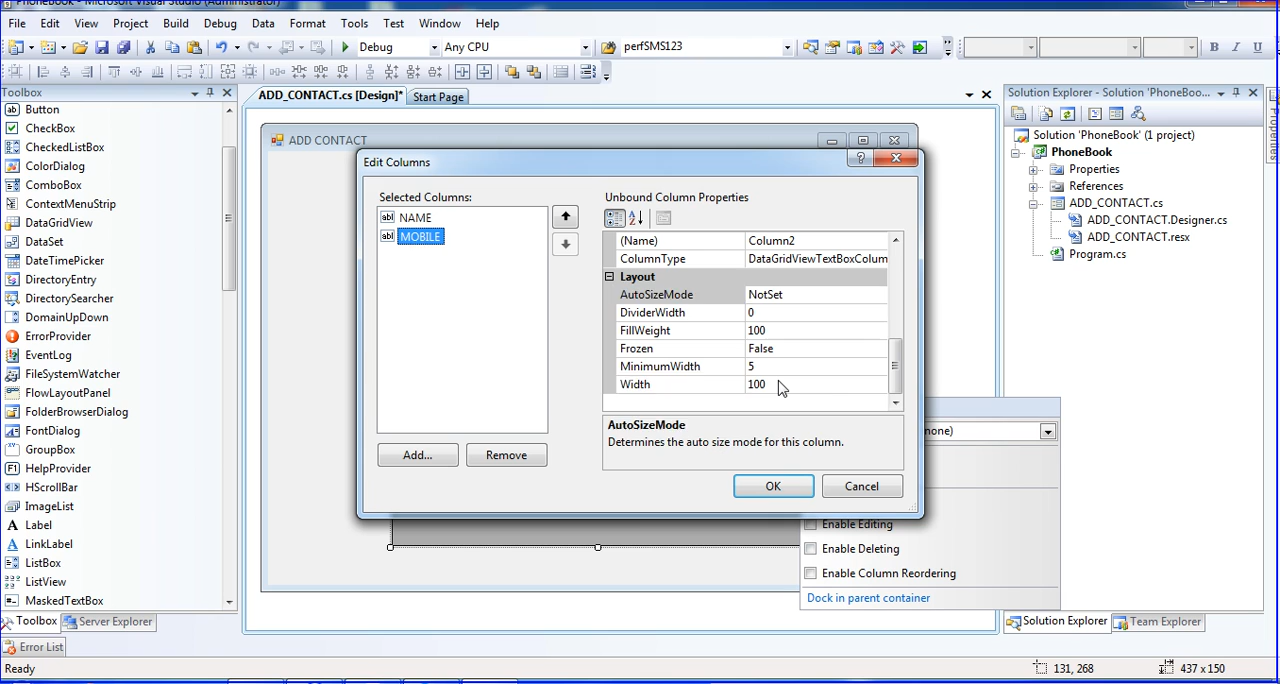 PhoneBook - Microsoft Visual Studio (Administrator)
File Edit View Project Build Debug Data Format Tools Test Window Help
Debug Any CPU perfSMS123 B I U
Toolbox
Button
CheckBox
CheckedListBox
ColorDialog
ComboBox
ContextMenuStrip
DataGridView
DataSet
DateTimePicker
DirectoryEntry
DirectorySearcher
DomainUpDown
ErrorProvider
EventLog
FileSystemWatcher
FlowLayoutPanel
FolderBrowserDialog
FontDialog
GroupBox
HelpProvider
HScrollBar
ImageList
Label
LinkLabel
ListBox
ListView
MaskedTextBox
Toolbox Server Explorer
Error List
Ready
ADD_CONTACT.cs [Design]* Start Page
ADD CONTACT
Edit Columns
Selected Columns:
NAME
MOBILE
Add... Remove
Unbound Column Properties
(Name) Column2
ColumnType DataGridViewTextBoxColum
Layout
AutoSizeMode NotSet
DividerWidth 0
FillWeight 100
Frozen False
MinimumWidth 5
Width 100
AutoSizeMode
Determines the auto size mode for this column.
OK Cancel
none)
Enable Editing
Enable Deleting
Enable Column Reordering
Dock in parent container
Solution Explorer - Solution 'PhoneBoo...
Solution 'PhoneBook' (1 project)
PhoneBook
Properties
References
ADD_CONTACT.cs
ADD_CONTACT.Designer.cs
ADD_CONTACT.resx
Program.cs
Solution Explorer Team Explorer
Properties
131, 268 437 x 150